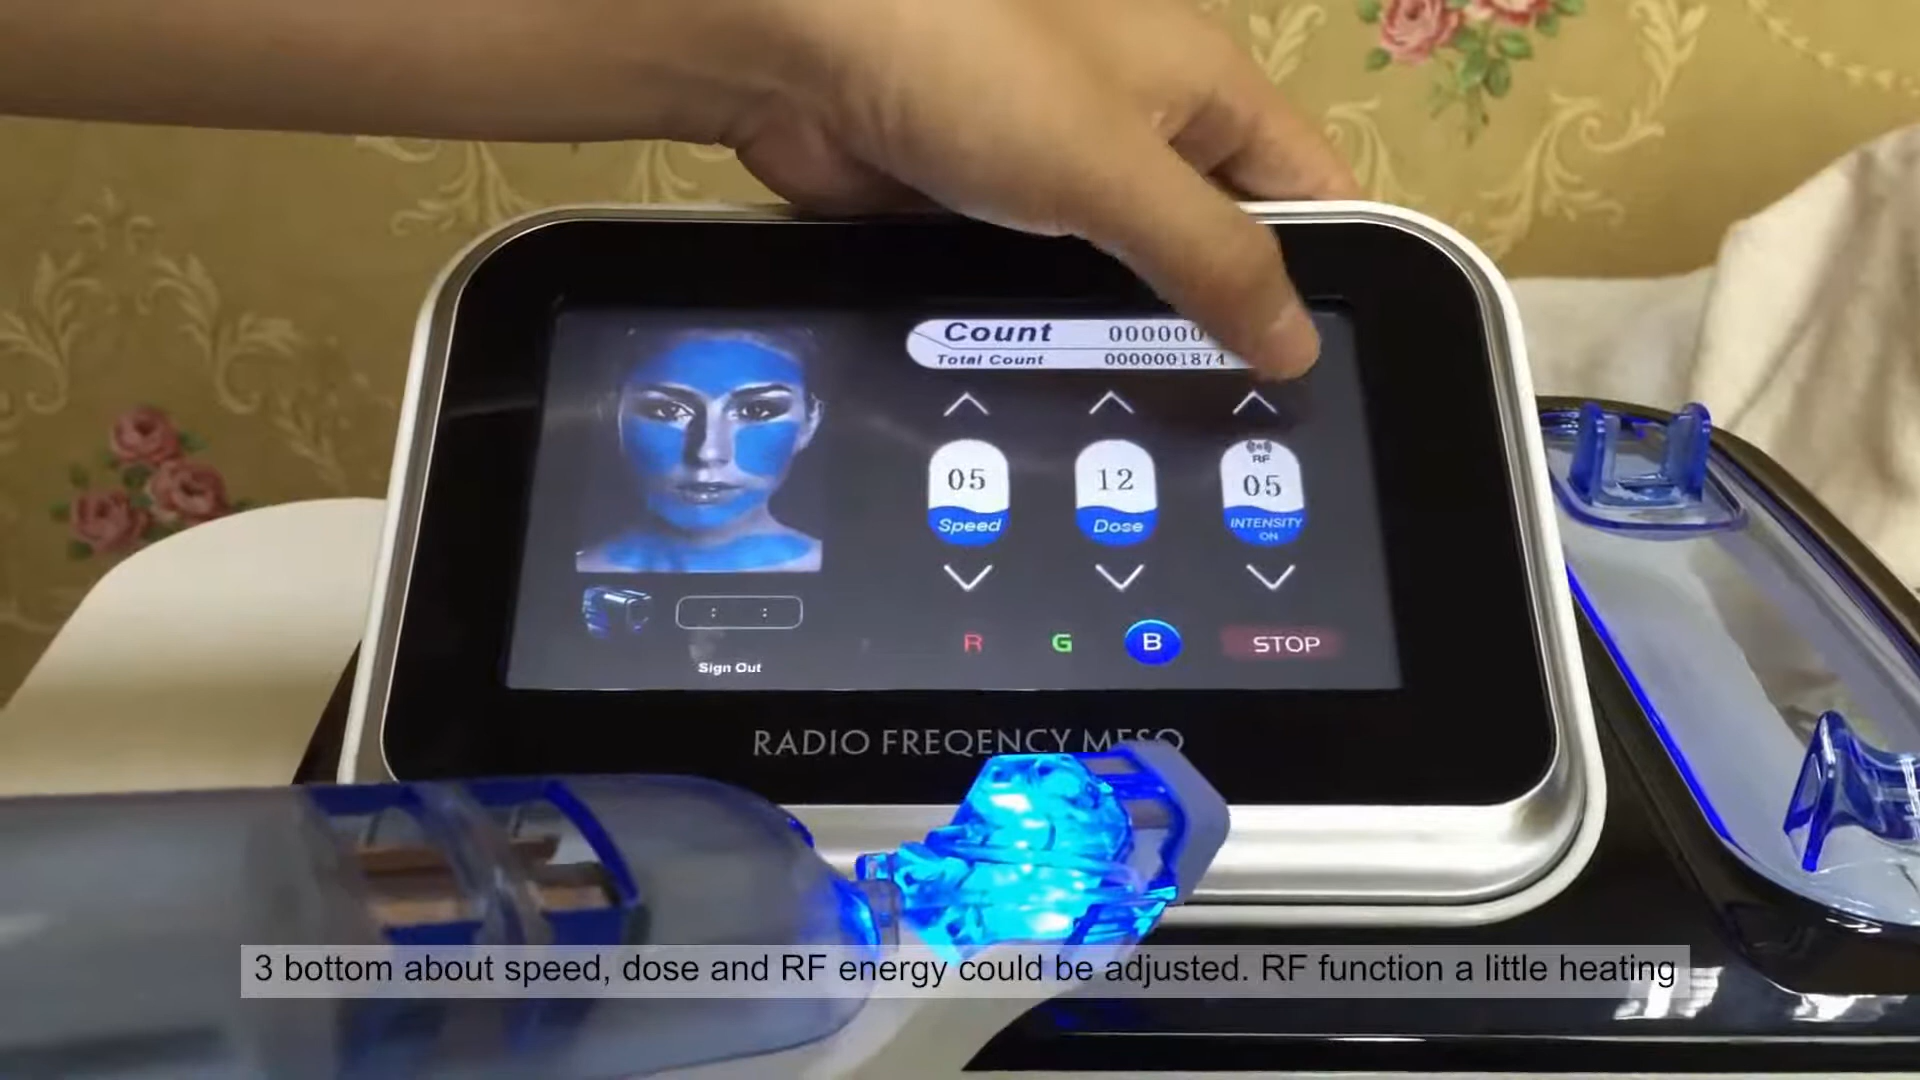 Count
Total Count 0000001874
05 12 RF
05
Speed Dose INTENSITY
ON
: :
R G B STOP
Sign Out
RADIO FREQENCY MESO
3 bottom about speed, dose and RF energy could be adjusted. RF function a little heating